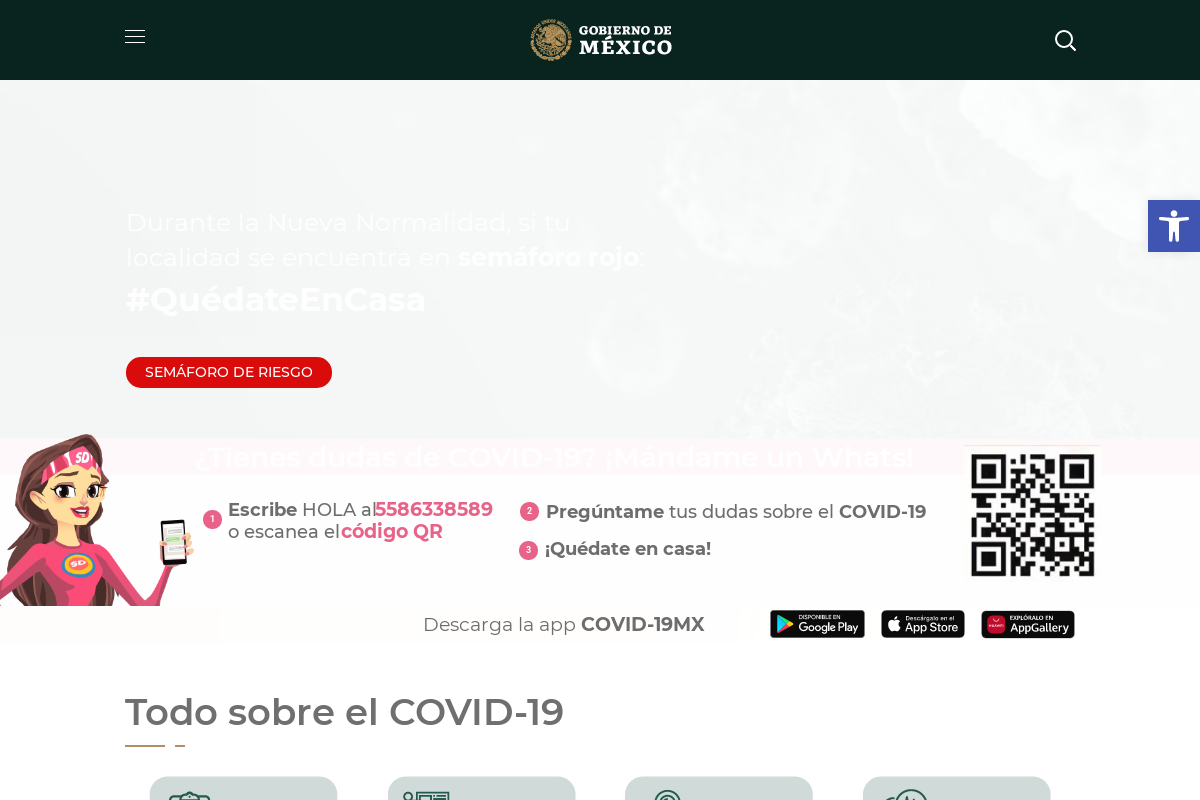 GOBIERNO DE
MÉXICO
Durante la Nueva Normalidad, si tu
localidad se encuentra en semáforo rojo:
#QuédateEnCasa
SEMÁFORO DE RIESGO
¿Tienes dudas de COVID-19? ¡Mándame un Whats!
SD
SD
1 Escribe HOLA al 5586338589
o escanea el código QR
2 Pregúntame tus dudas sobre el COVID-19
3 ¡Quédate en casa!
Descarga la app COVID-19MX
DISPONIBLE EN
Google Play
Descárgalo en el
App Store
HUAWEI
EXPLÓRALO EN
AppGallery
Todo sobre el COVID-19